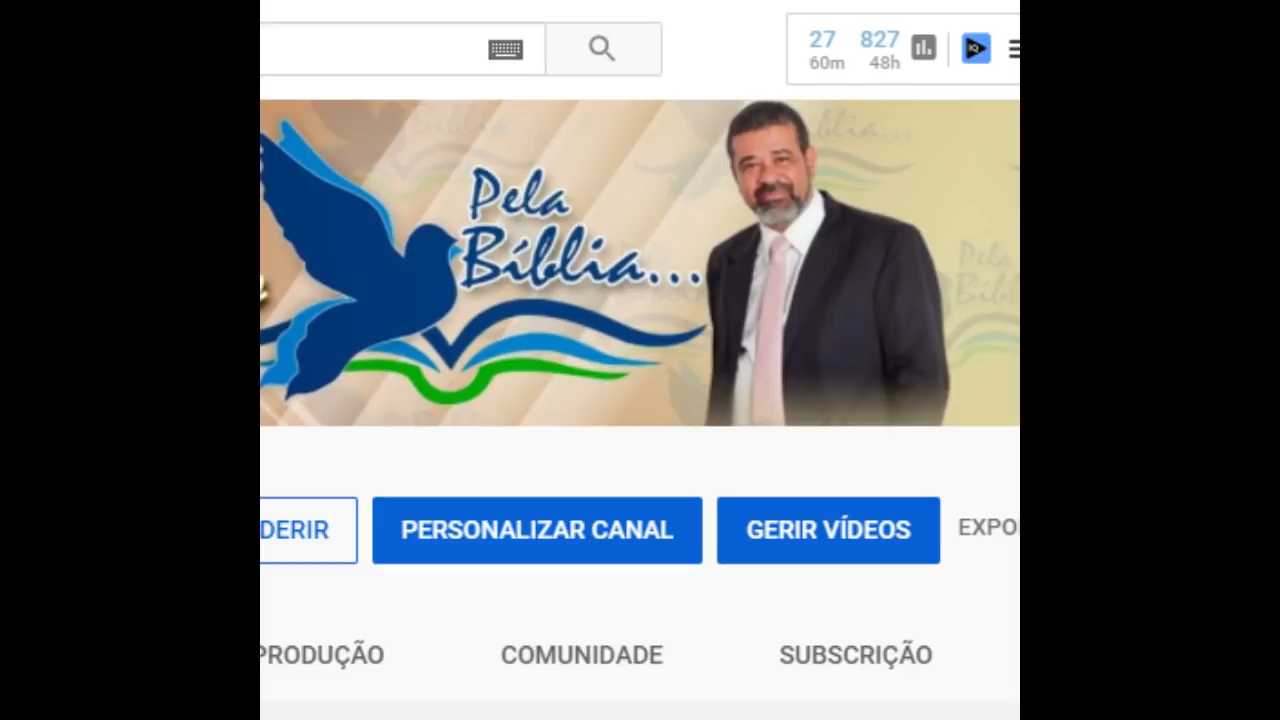 27 827
60m 48h
Pela
Bíblia...
DERIR
PERSONALIZAR CANAL
GERIR VÍDEOS
EXPO
PRODUÇÃO
COMUNIDADE
SUBSCRIÇÃO